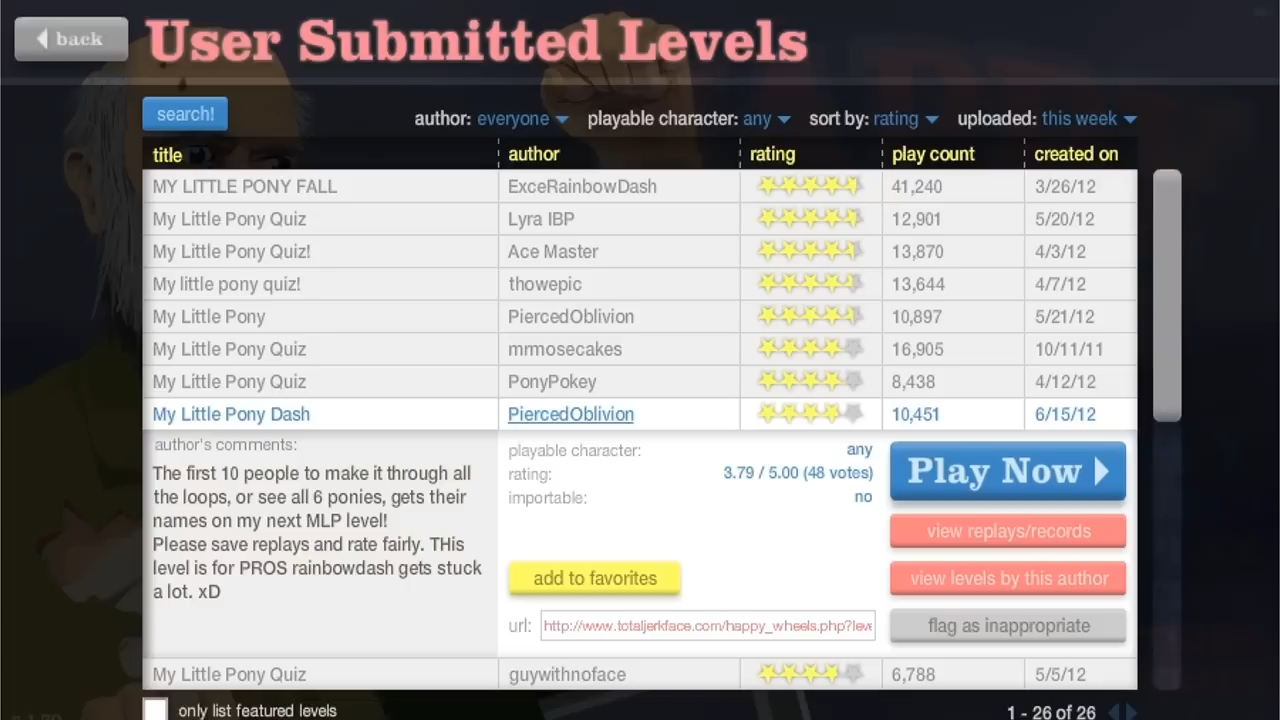 back
User Submitted Levels
search!
author: everyone playable character: any sort by: rating uploaded: this week
title author rating play count created on
MY LITTLE PONY FALL ExceRainbowDash 41,240 3/26/12
My Little Pony Quiz Lyra IBP 12,901 5/20/12
My Little Pony Quiz! Ace Master 13,870 4/3/12
My little pony quiz! thowepic 13,644 4/7/12
My Little Pony PiercedOblivion 10,897 5/21/12
My Little Pony Quiz mrmosecakes 16,905 10/11/11
My Little Pony Quiz PonyPokey 8,438 4/12/12
My Little Pony Dash PiercedOblivion 10,451 6/15/12
author's comments:
The first 10 people to make it through all
the loops, or see all 6 ponies, gets their
names on my next MLP level!
Please save replays and rate fairly. THis
level is for PROS rainbowdash gets stuck
a lot. xD
playable character: any
rating: 3.79 / 5.00 (48 votes)
importable: no
add to favorites
url: http://www.totaljerkface.com/happy_wheels.php?leve
Play Now
view replays/records
view levels by this author
flag as inappropriate
My Little Pony Quiz guywithnoface 6,788 5/5/12
only list featured levels 1 - 26 of 26